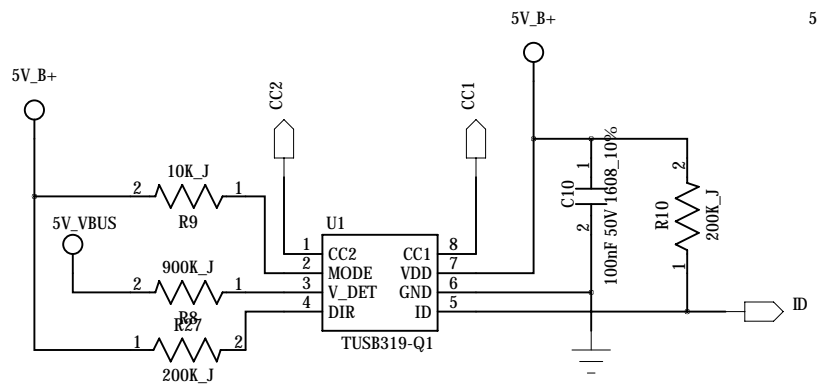 5V_B+
5
5V_B+
CC2
CC1
10K_J
2
1
R9
5V_VBUS
U1
1
CC2
CC1
8
2
MODE
VDD
7
900K_J
2
1
3
V_DET
GND
6
R8
4
DIR
ID
5
R27
1
2
200K_J
TUSB319-Q1
1
C10
2
100nF 50V 1608_10%
2
R10
200K_J
1
ID